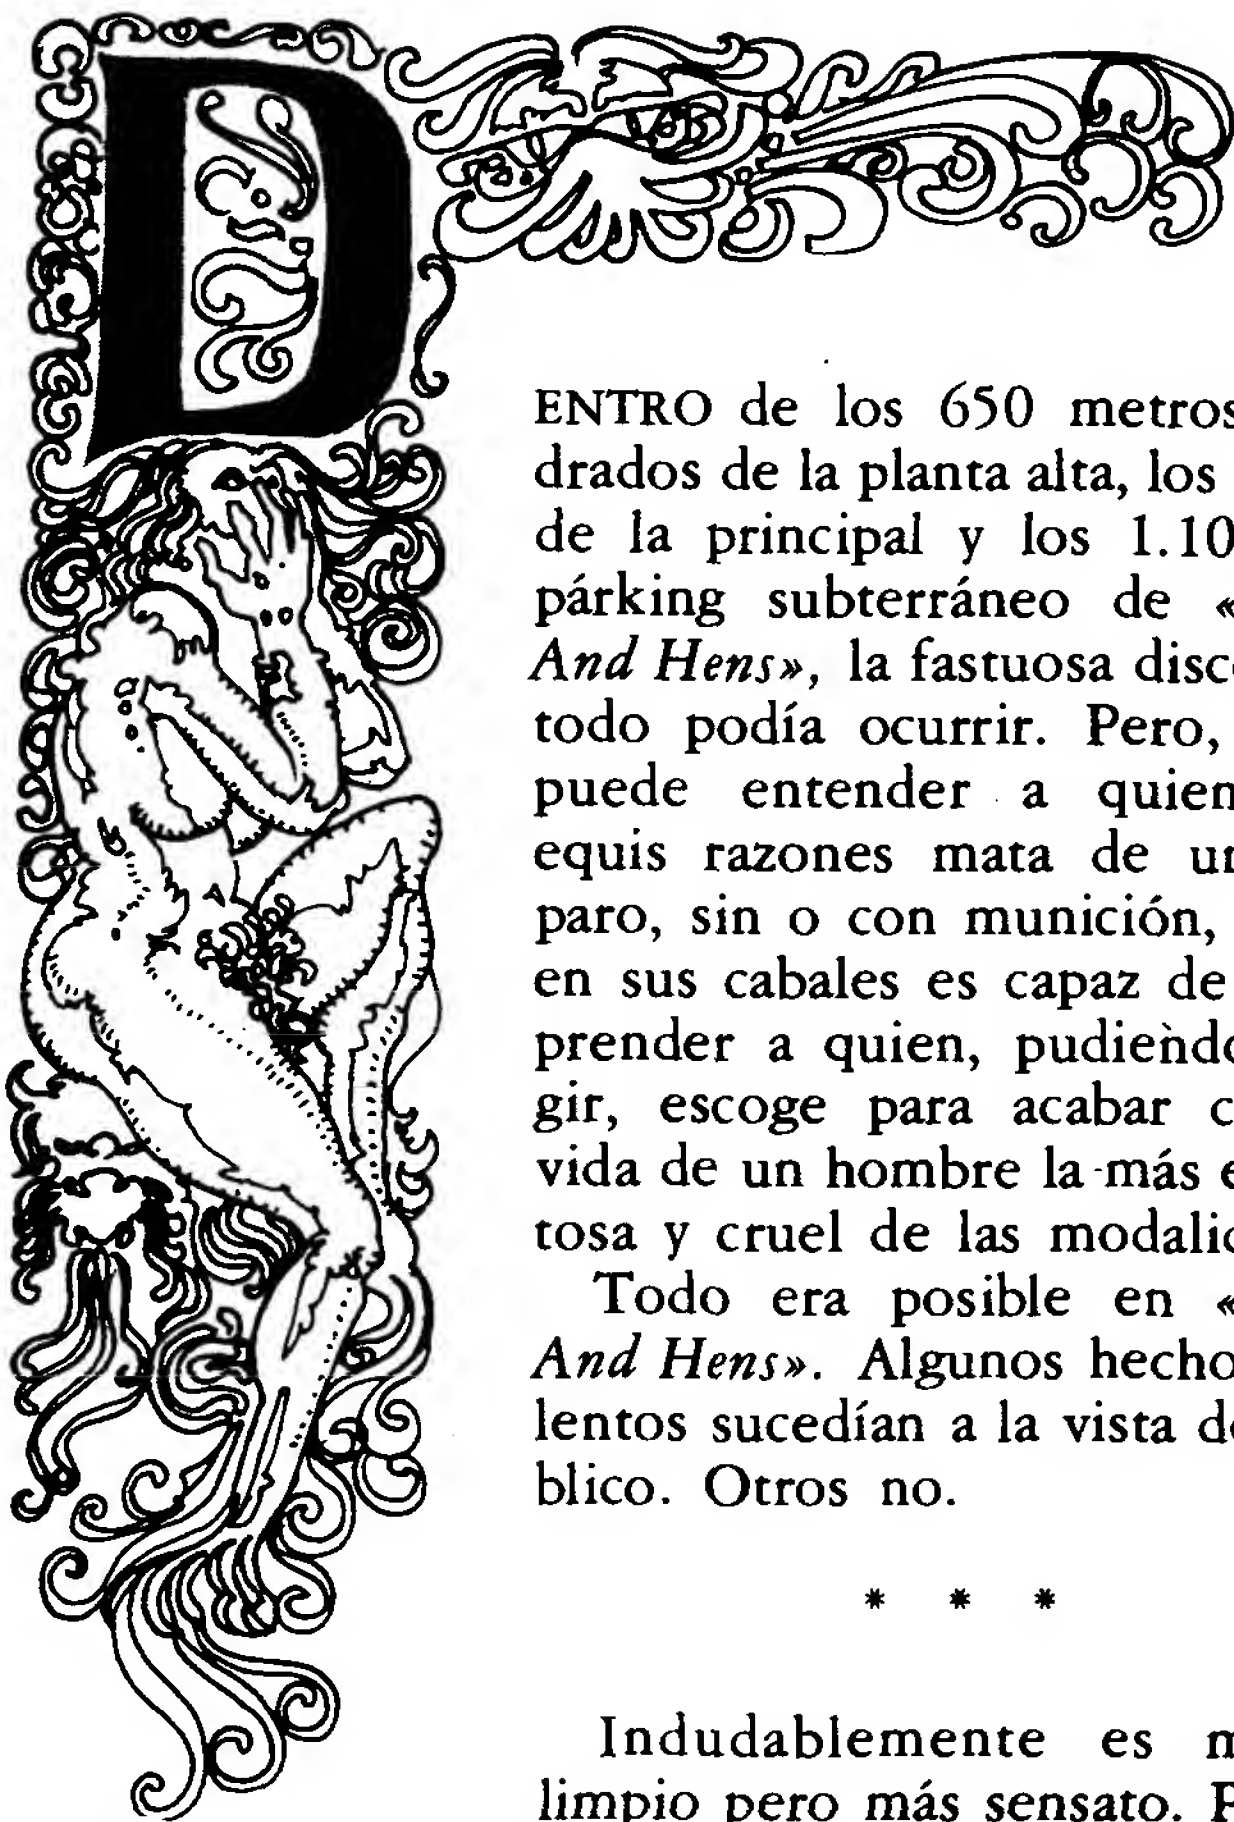 DENTRO de los 650 metros
drados de la planta alta, los
de la principal y los 1.10
párking subterráneo de «
And Hens», la fastuosa disc
todo podía ocurrir. Pero,
puede entender a quien
equis razones mata de un
paro, sin o con munición,
en sus cabales es capaz de
prender a quien, pudiendo
gir, escoge para acabar c
vida de un hombre la más e
tosa y cruel de las modalid
Todo era posible en «
And Hens». Algunos hecho
lentos sucedían a la vista de
blico. Otros no.
* * *
Indudablemente es m
limpio pero más sensato. P